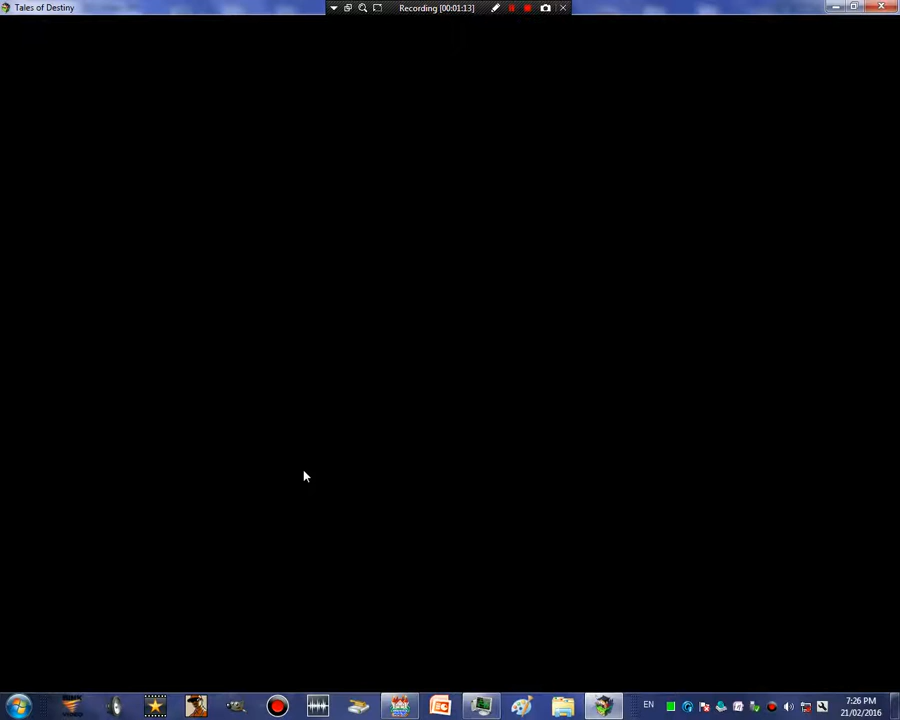 Tales of Destiny
Recording [00:01:13]
EN
7:26 PM
21/02/2016